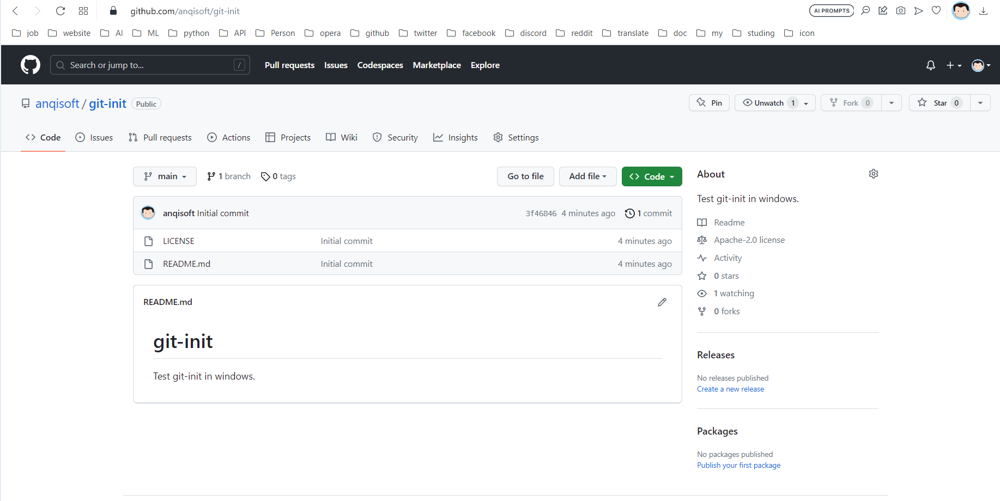 github.com/anqisoft/git-init AI PROMPTS
job website AI ML python API Person opera github twitter facebook discord reddit translate doc my studing icon
Search or jump to... / Pull requests Issues Codespaces Marketplace Explore
anqisoft / git-init Public Pin Unwatch 1 Fork 0 Star 0
Code Issues Pull requests Actions Projects Wiki Security Insights Settings
main 1 branch 0 tags Go to file Add file Code
anqisoft Initial commit 3f46846 4 minutes ago 1 commit
LICENSE Initial commit 4 minutes ago
README.md Initial commit 4 minutes ago
README.md
git-init
Test git-init in windows.
About
Test git-init in windows.
Readme
Apache-2.0 license
Activity
0 stars
1 watching
0 forks
Releases
No releases published
Create a new release
Packages
No packages published
Publish your first package